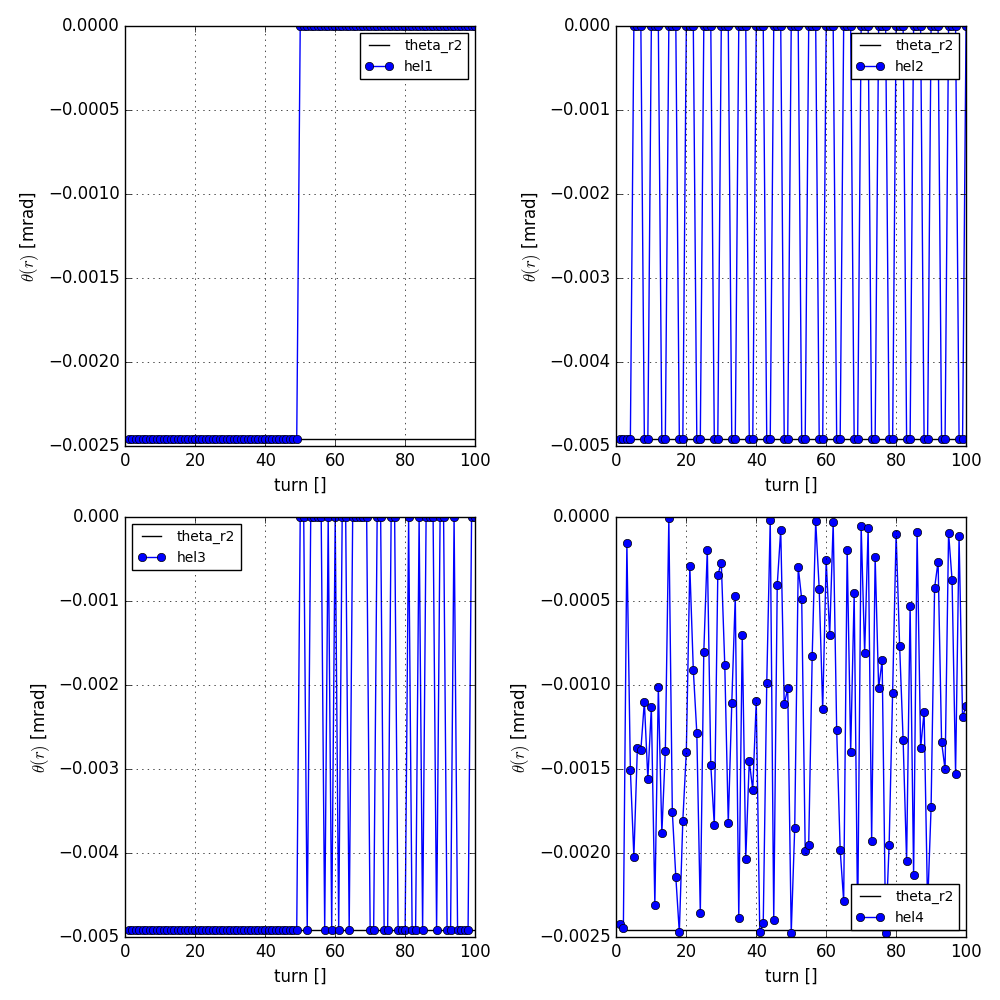 0.0000
−0.0005
−0.0010
−0.0015
−0.0020
−0.0025
θ(r) [mrad]
0 20 40 60 80 100
turn []
theta_r2
hel1
0.000
−0.001
−0.002
−0.003
−0.004
−0.005
θ(r) [mrad]
0 20 40 60 80 100
turn []
theta_r2
hel2
0.000
−0.001
−0.002
−0.003
−0.004
−0.005
θ(r) [mrad]
0 20 40 60 80 100
turn []
theta_r2
hel3
0.0000
−0.0005
−0.0010
−0.0015
−0.0020
−0.0025
θ(r) [mrad]
0 20 40 60 80 100
turn []
theta_r2
hel4